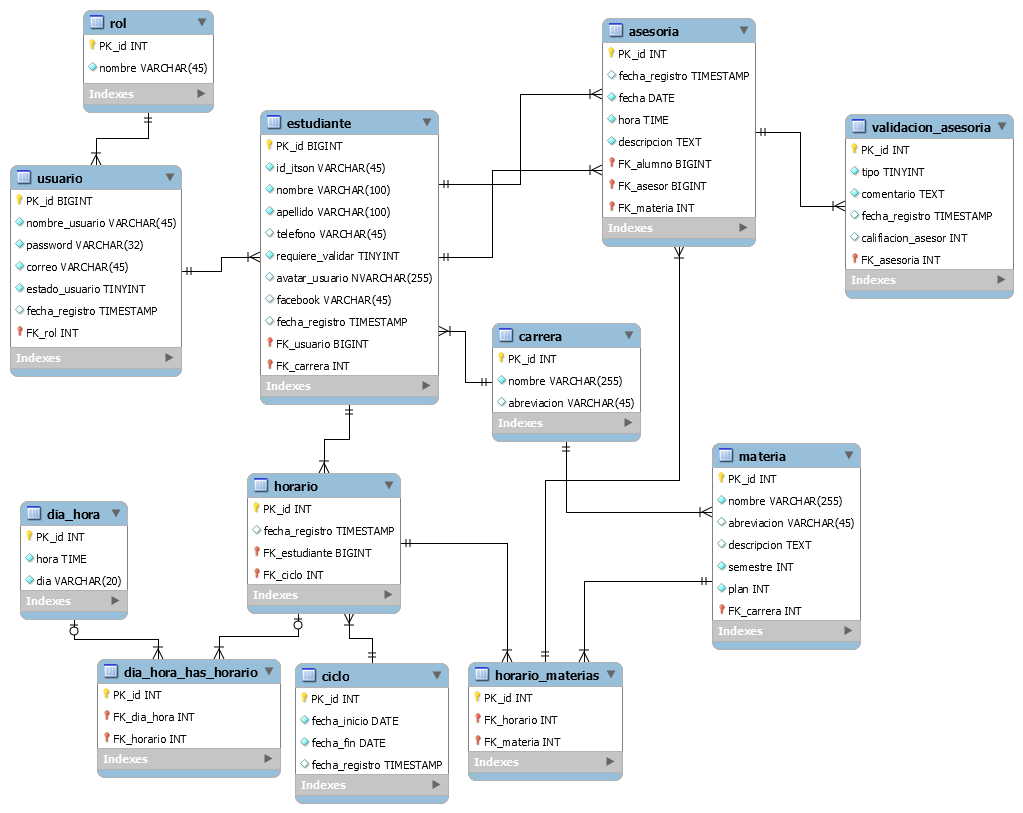 rol
PK_id INT
nombre VARCHAR(45)
Indexes
usuario
PK_id BIGINT
nombre_usuario VARCHAR(45)
password VARCHAR(32)
correo VARCHAR(45)
estado_usuario TINYINT
fecha_registro TIMESTAMP
FK_rol INT
Indexes
estudiante
PK_id BIGINT
id_itson VARCHAR(45)
nombre VARCHAR(100)
apellido VARCHAR(100)
telefono VARCHAR(45)
requiere_validar TINYINT
avatar_usuario NVARCHAR(255)
facebook VARCHAR(45)
fecha_registro TIMESTAMP
FK_usuario BIGINT
FK_carrera INT
Indexes
asesoria
PK_id INT
fecha_registro TIMESTAMP
fecha DATE
hora TIME
descripcion TEXT
FK_alumno BIGINT
FK_asesor BIGINT
FK_materia INT
Indexes
validacion_asesoria
PK_id INT
tipo TINYINT
comentario TEXT
fecha_registro TIMESTAMP
califiacion_asesor INT
FK_asesoria INT
Indexes
carrera
PK_id INT
nombre VARCHAR(255)
abreviacion VARCHAR(45)
Indexes
materia
PK_id INT
nombre VARCHAR(255)
abreviacion VARCHAR(45)
descripcion TEXT
semestre INT
plan INT
FK_carrera INT
Indexes
horario
PK_id INT
fecha_registro TIMESTAMP
FK_estudiante BIGINT
FK_ciclo INT
Indexes
dia_hora
PK_id INT
hora TIME
dia VARCHAR(20)
Indexes
dia_hora_has_horario
PK_id INT
FK_dia_hora INT
FK_horario INT
Indexes
ciclo
PK_id INT
fecha_inicio DATE
fecha_fin DATE
fecha_registro TIMESTAMP
Indexes
horario_materias
PK_id INT
FK_horario INT
FK_materia INT
Indexes